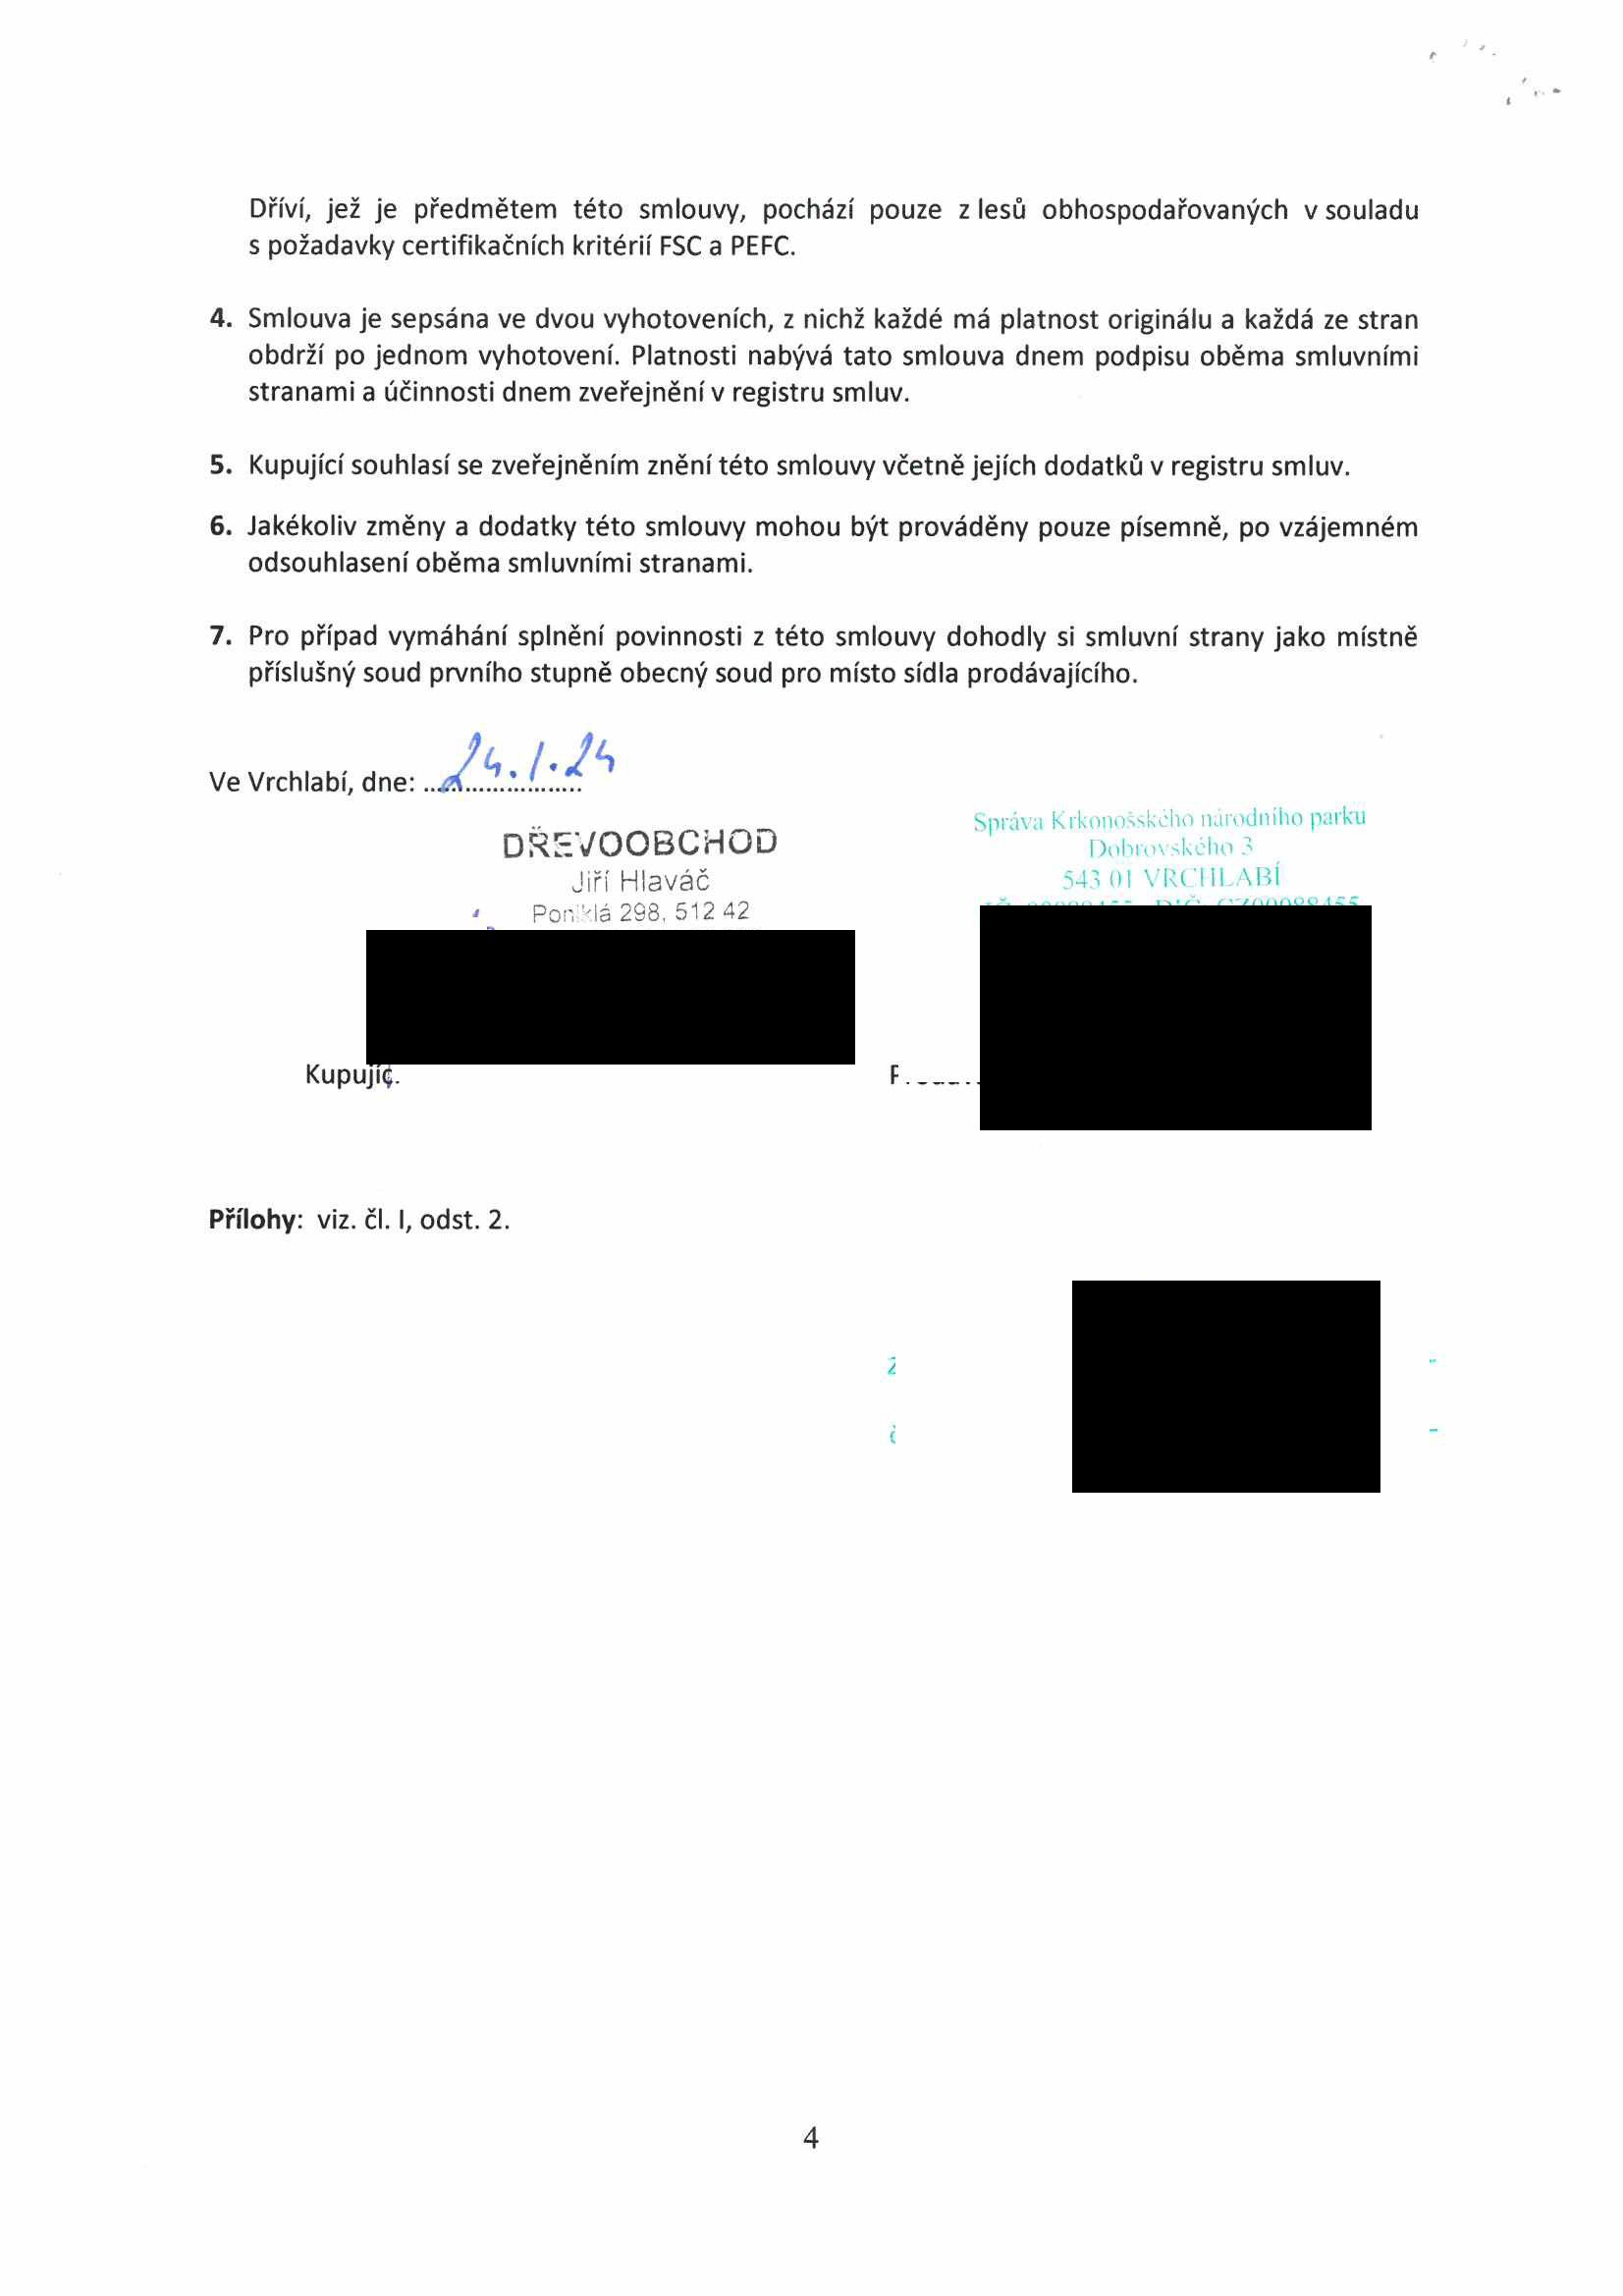 Dříví, jež je předmětem této smlouvy, pochází pouze z lesů obhospodařovaných v souladu
s požadavky certifikačních kritérií FSC a PEFC.
4. Smlouva je sepsána ve dvou vyhotoveních, z nichž každé má platnost originálu a každá ze stran
obdrží po jednom vyhotovení. Platnosti nabývá tato smlouva dnem podpisu oběma smluvními
stranami a účinnosti dnem zveřejnění v registru smluv.
5. Kupující souhlasí se zveřejněním znění této smlouvy včetně jejích dodatků v registru smluv.
6. Jakékoliv změny a dodatky této smlouvy mohou být prováděny pouze písemně, po vzájemném
odsouhlasení oběma smluvními stranami.
7. Pro případ vymáhání splnění povinnosti z této smlouvy dohodly si smluvní strany jako místně
příslušný soud prvního stupně obecný soud pro místo sídla prodávajícího.
Ve Vrchlabí, dne: 24.1.24
DŘEVOOBCHOD
Jiří Hlaváč
Poniklá 298, 512 42
Správa Krkonošského národního parku
Dobrovského 3
543 01 VRCHLABÍ
Přílohy: viz. čl. I, odst. 2.
4